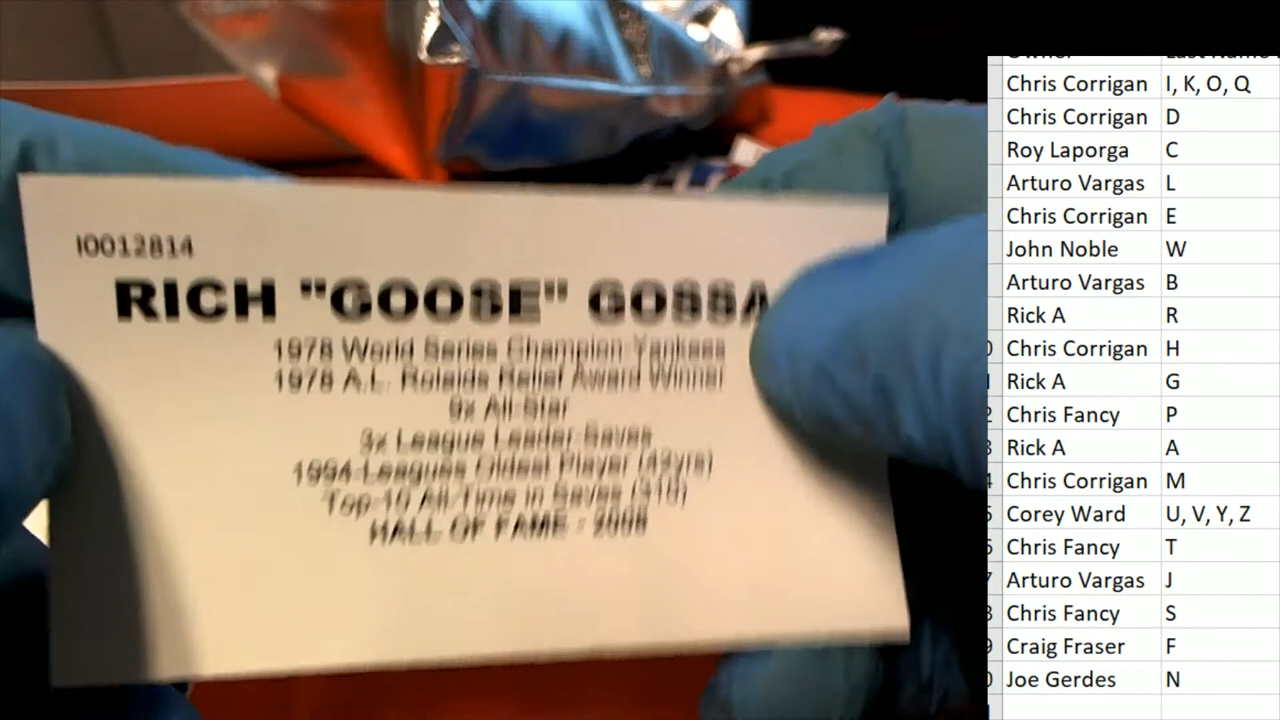 I0012814
RICH "GOOSE" GOSSA
1978 World Series Champion Yankees
1978 A.L. Rolaids Relief Award Winner
9x All-Star
3x League Leader Saves
1994 Leagues Oldest Player (42yrs)
Top-10 All-Time in Saves (310)
HALL OF FAME - 2008
Chris Corrigan I, K, O, Q
Chris Corrigan D
Roy Laporga C
Arturo Vargas L
Chris Corrigan E
John Noble W
Arturo Vargas B
Rick A R
Chris Corrigan H
Rick A G
Chris Fancy P
Rick A A
Chris Corrigan M
Corey Ward U, V, Y, Z
Chris Fancy T
Arturo Vargas J
Chris Fancy S
Craig Fraser F
Joe Gerdes N